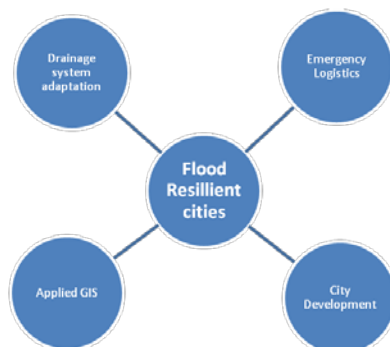 Drainage
system
adaptation
Emergency
Logistics
Flood
Resillient
cities
Applied GIS
City
Development